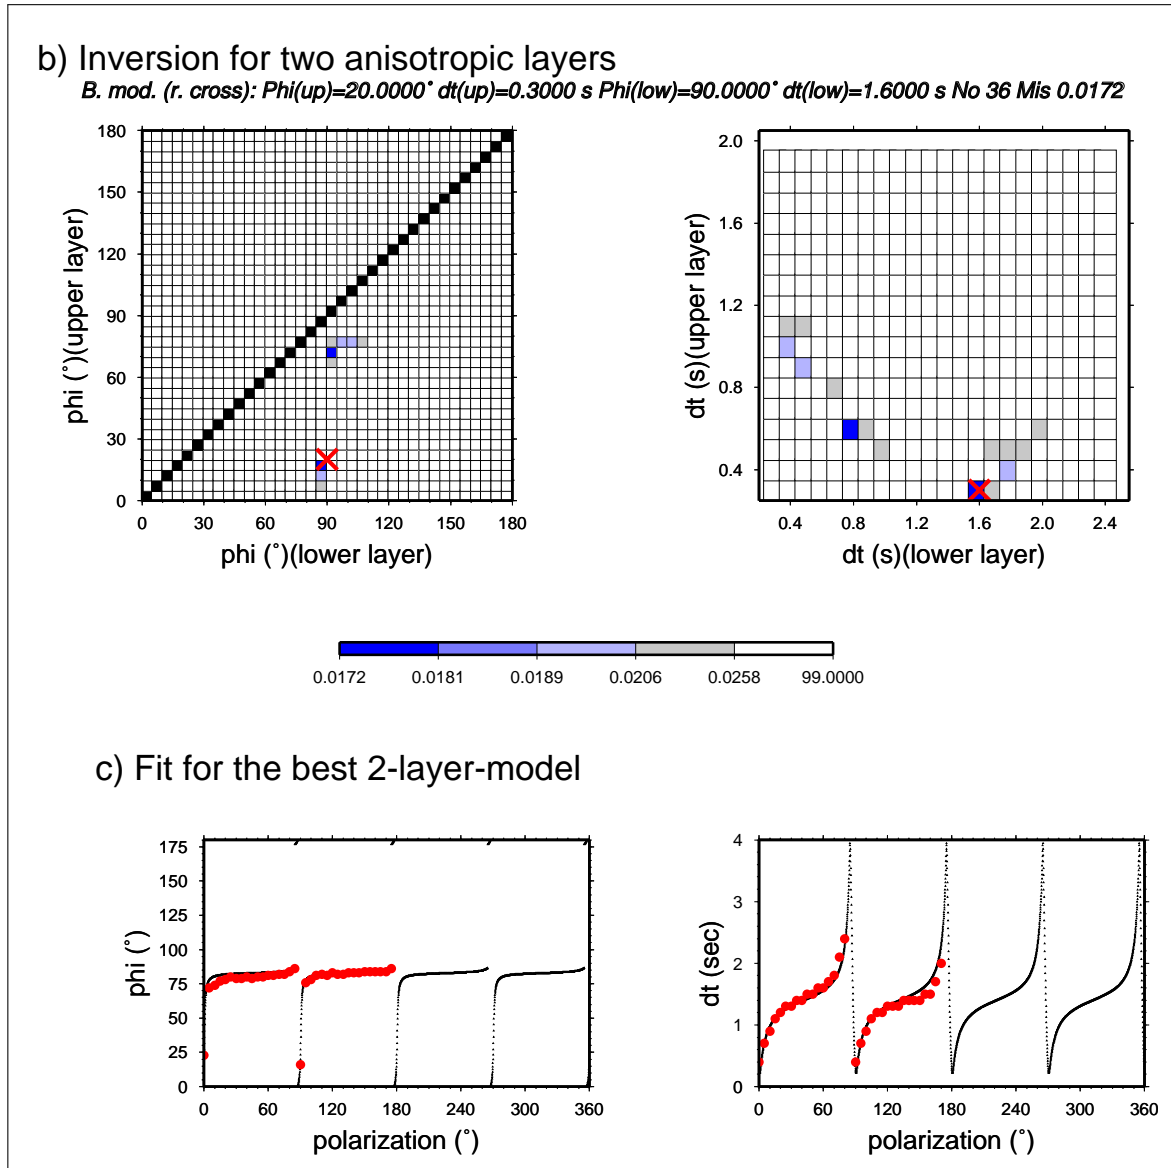 b) Inversion for two anisotropic layers
B. mod. (r. cross): Phi(up)=20.0000° dt(up)=0.3000 s Phi(low)=90.0000° dt(low)=1.6000 s No 36 Mis 0.0172
180
150
120
90
60
30
0
phi (°)(upper layer)
0 30 60 90 120 150 180
phi (°)(lower layer)
2.0
1.6
1.2
0.8
0.4
dt (s)(upper layer)
0.4 0.8 1.2 1.6 2.0 2.4
dt (s)(lower layer)
0.0172 0.0181 0.0189 0.0206 0.0258 99.0000
c) Fit for the best 2-layer-model
175
150
125
100
75
50
25
0
phi (°)
0 60 120 180 240 300 360
polarization (°)
4
3
2
1
0
dt (sec)
0 60 120 180 240 300 360
polarization (°)